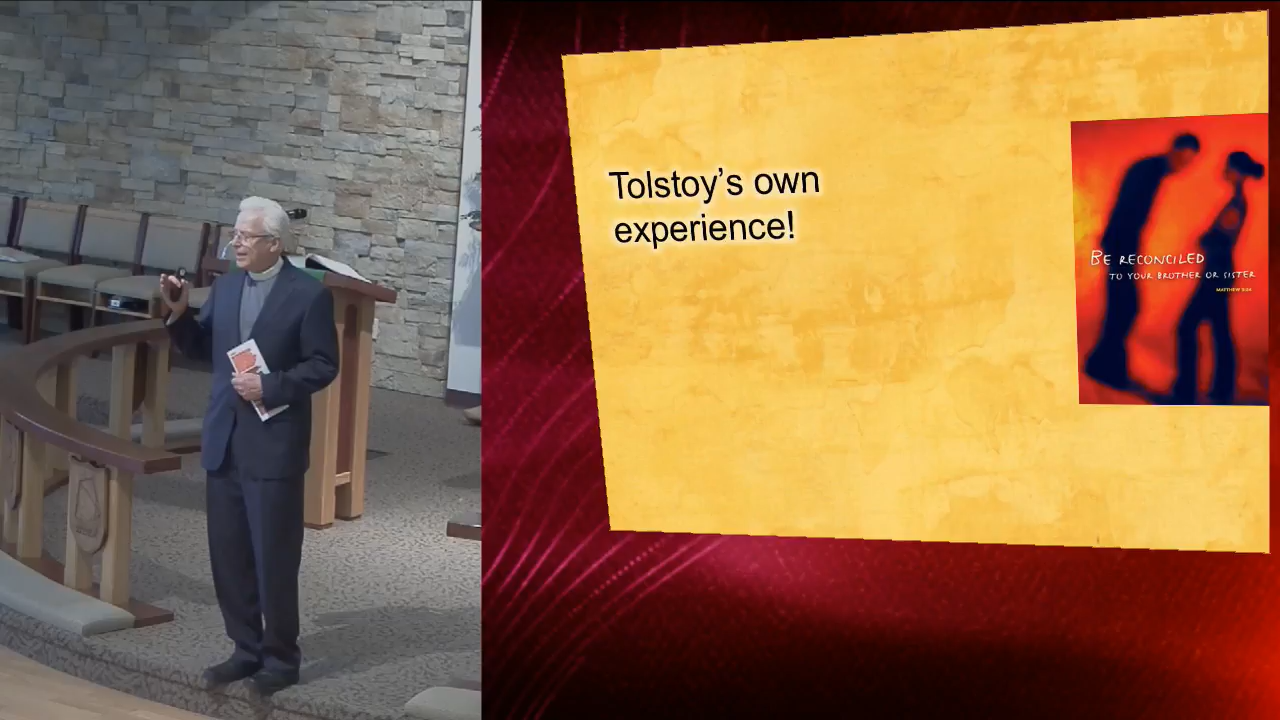 Tolstoy’s own
experience!
BE RECONCILED
TO YOUR BROTHER OR SISTER